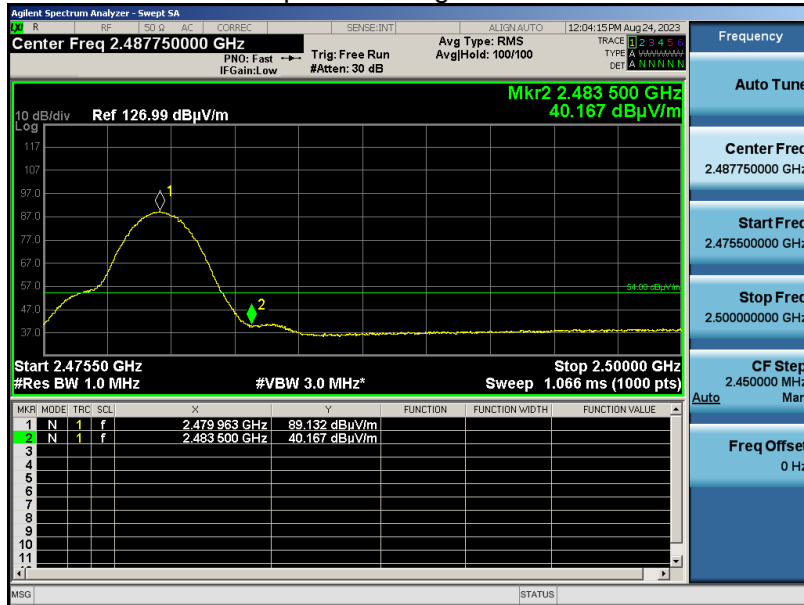 Agilent Spectrum Analyzer - Swept SA
LXI R RF 50 Ω AC CORREC SENSE:INT ALIGN AUTO 12:04:15 PM Aug 24, 2023
Center Freq 2.487750000 GHz
PNO: Fast
IFGain:Low
Trig: Free Run
#Atten: 30 dB
Avg Type: RMS
Avg|Hold: 100/100
TRACE 1 2 3 4 5 6
TYPE A WWWWW
DET A N N N N N
Mkr2 2.483 500 GHz
40.167 dBµV/m
10 dB/div Ref 126.99 dBµV/m
Log
117
107
97.0
87.0
77.0
67.0
57.0
47.0
37.0
1
2
54.00 dBµV/m
Start 2.47550 GHz Stop 2.50000 GHz
#Res BW 1.0 MHz #VBW 3.0 MHz* Sweep 1.066 ms (1000 pts)
MKR MODE TRC SCL X Y FUNCTION FUNCTION WIDTH FUNCTION VALUE
1 N 1 f 2.479 963 GHz 89.132 dBµV/m
2 N 1 f 2.483 500 GHz 40.167 dBµV/m
3
4
5
6
7
8
9
10
11
MSG STATUS
Frequency
Auto Tune
Center Freq
2.487750000 GHz
Start Freq
2.475500000 GHz
Stop Freq
2.500000000 GHz
CF Step
2.450000 MHz
Auto Man
Freq Offset
0 Hz